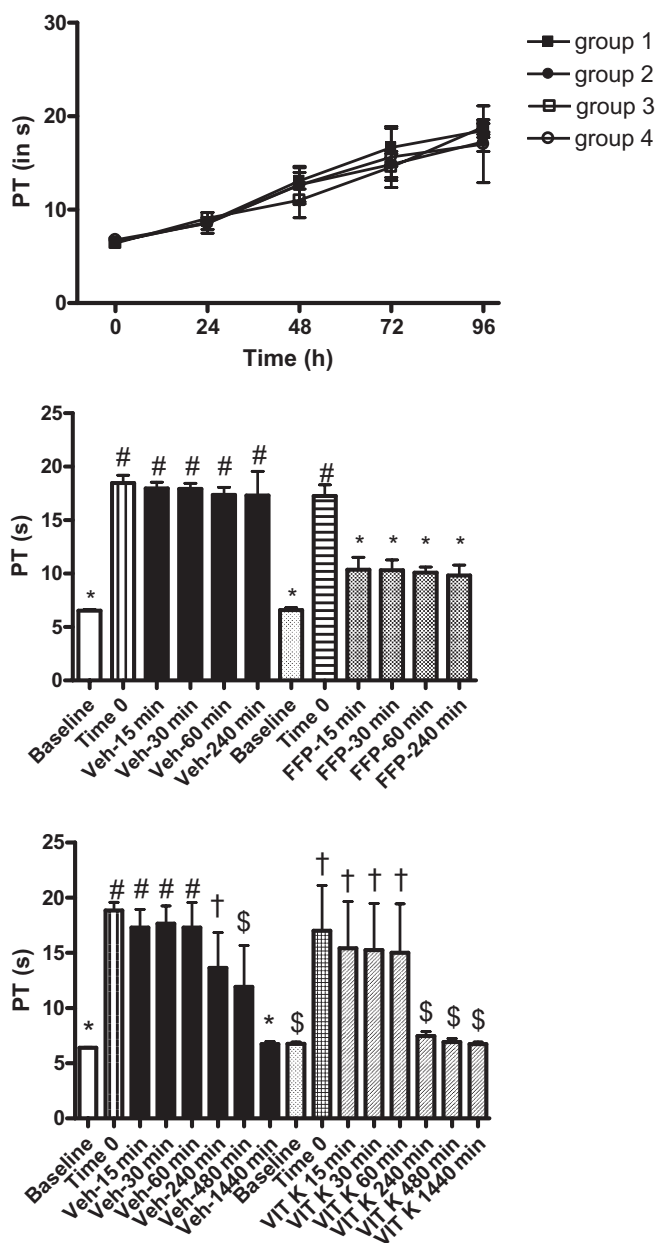 PT (in s)
30
20
10
0
0 24 48 72 96
Time (h)
group 1
group 2
group 3
group 4
PT (s)
25
20
15
10
5
0
# # # # # #
* * * * * *
Baseline
Time 0
Veh-15 min
Veh-30 min
Veh-60 min
Veh-240 min
Baseline
Time 0
FFP-15 min
FFP-30 min
FFP-60 min
FFP-240 min
PT (s)
25
20
15
10
5
0
* # # # # † $ * $ † † † † $ $ $
Baseline
Time 0
Veh-15 min
Veh-30 min
Veh-60 min
Veh-240 min
Veh-480 min
Veh-1440 min
Baseline
Time 0
VIT K 15 min
VIT K 30 min
VIT K 60 min
VIT K 240 min
VIT K 480 min
VIT K 1440 min